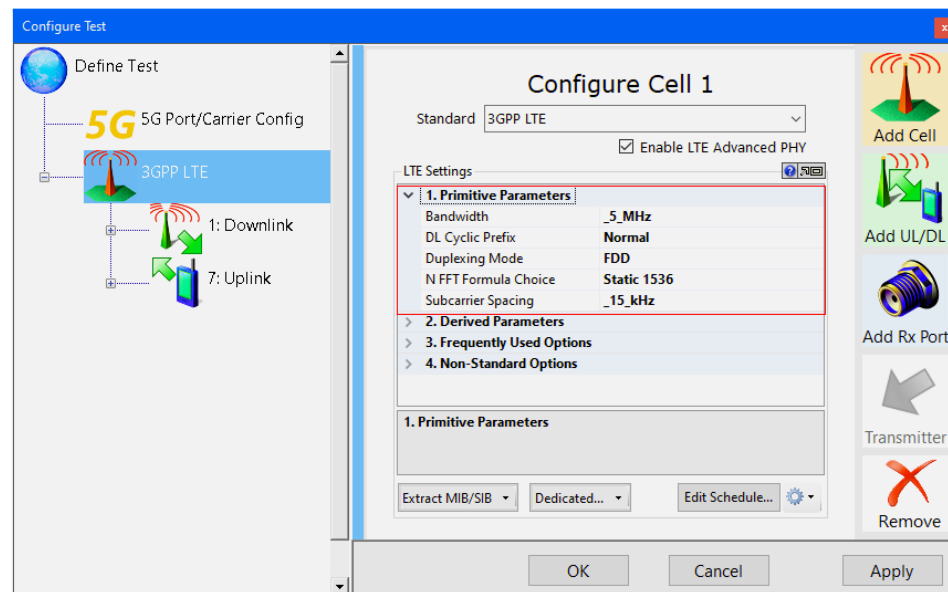 Configure Test
x
Define Test
5G 5G Port/Carrier Config
3GPP LTE
1: Downlink
7: Uplink
Configure Cell 1
Standard 3GPP LTE
Enable LTE Advanced PHY
LTE Settings ?
1. Primitive Parameters
Bandwidth _5_MHz
DL Cyclic Prefix Normal
Duplexing Mode FDD
N FFT Formula Choice Static 1536
Subcarrier Spacing _15_kHz
2. Derived Parameters
3. Frequently Used Options
4. Non-Standard Options
1. Primitive Parameters
Extract MIB/SIB Dedicated... Edit Schedule...
OK Cancel Apply
Add Cell
Add UL/DL
Add Rx Port
Transmitter
Remove